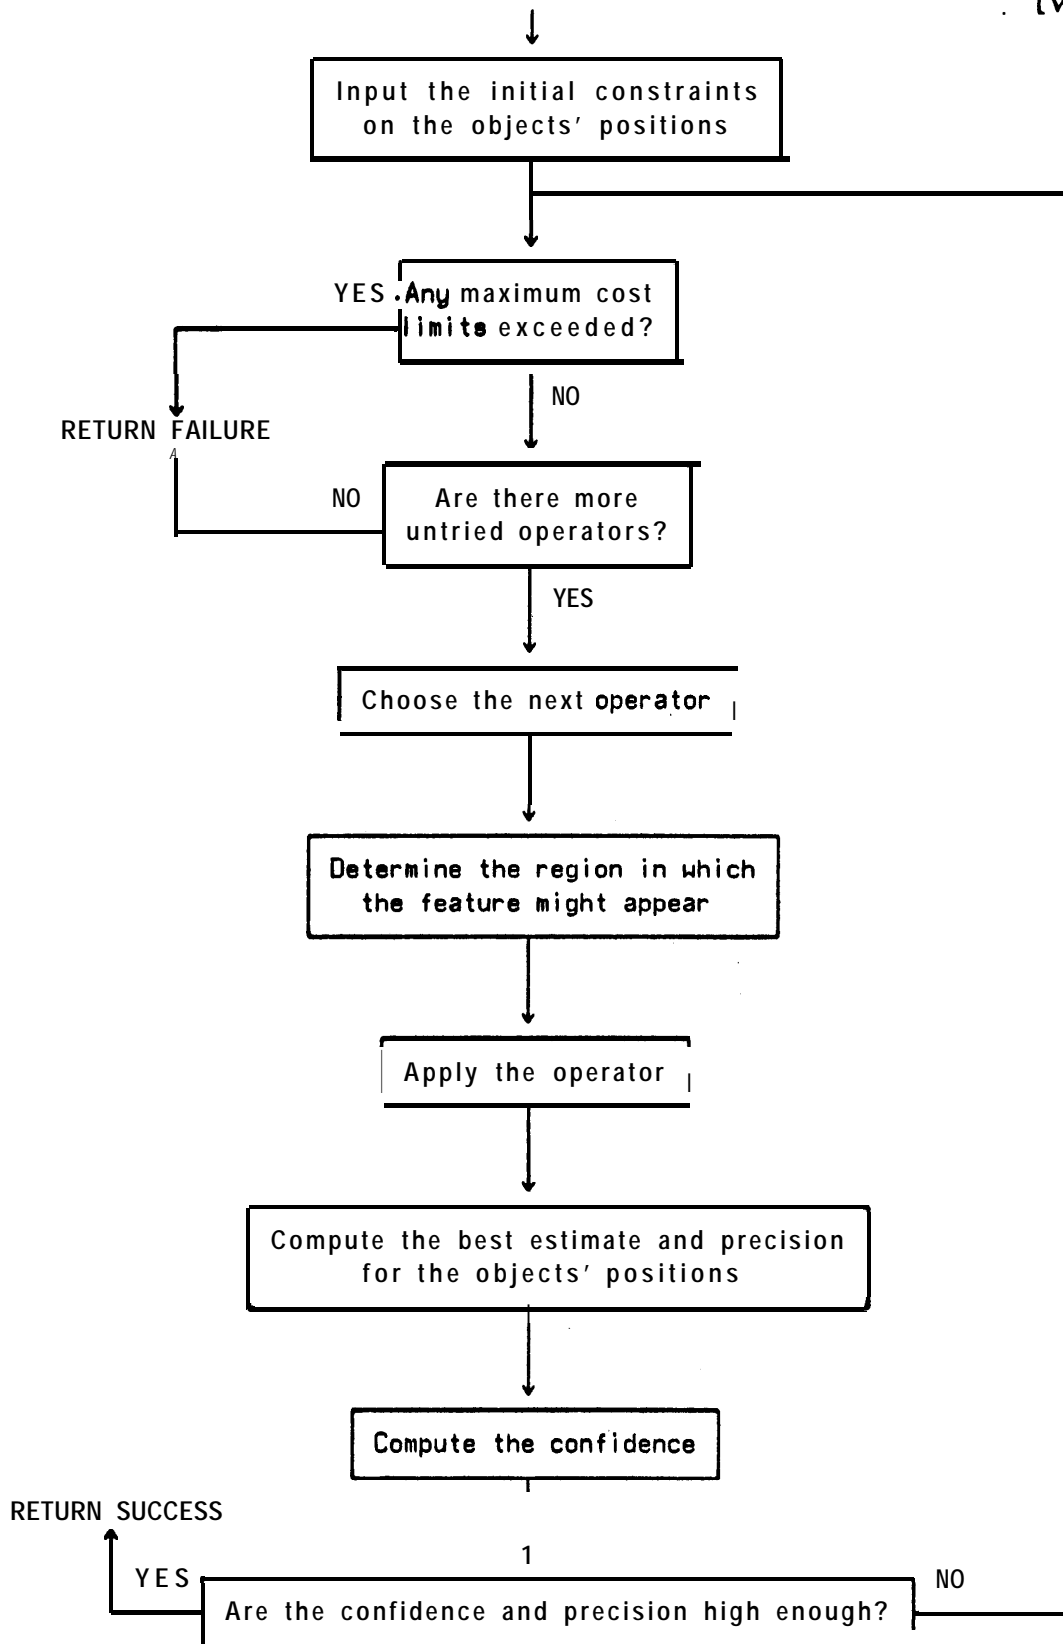 Input the initial constraints
on the objects' positions
YES
Any maximum cost
limits exceeded?
NO
RETURN FAILURE
NO
Are there more
untried operators?
YES
Choose the next operator
Determine the region in which
the feature might appear
Apply the operator
Compute the best estimate and precision
for the objects' positions
Compute the confidence
RETURN SUCCESS
1
YES
NO
Are the confidence and precision high enough?